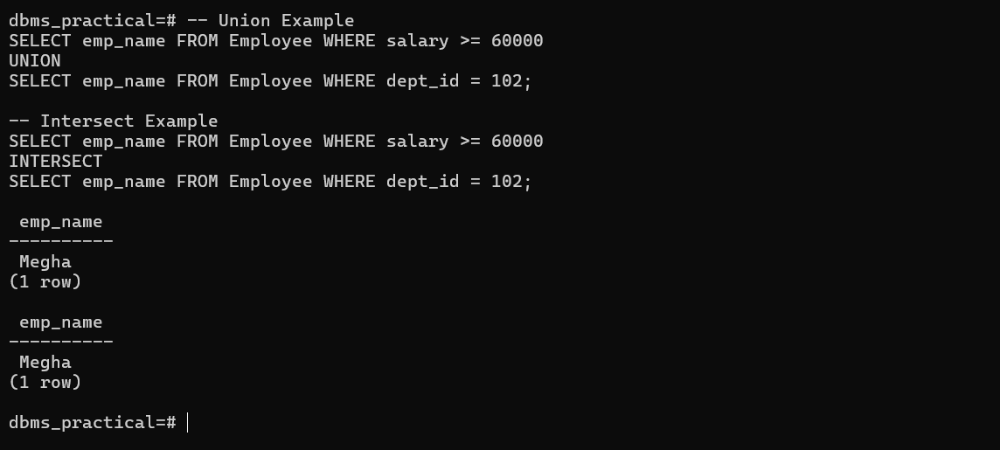 dbms_practical=# -- Union Example
SELECT emp_name FROM Employee WHERE salary >= 60000
UNION
SELECT emp_name FROM Employee WHERE dept_id = 102;
-- Intersect Example
SELECT emp_name FROM Employee WHERE salary >= 60000
INTERSECT
SELECT emp_name FROM Employee WHERE dept_id = 102;
emp_name
----------
Megha
(1 row)
emp_name
----------
Megha
(1 row)
dbms_practical=#